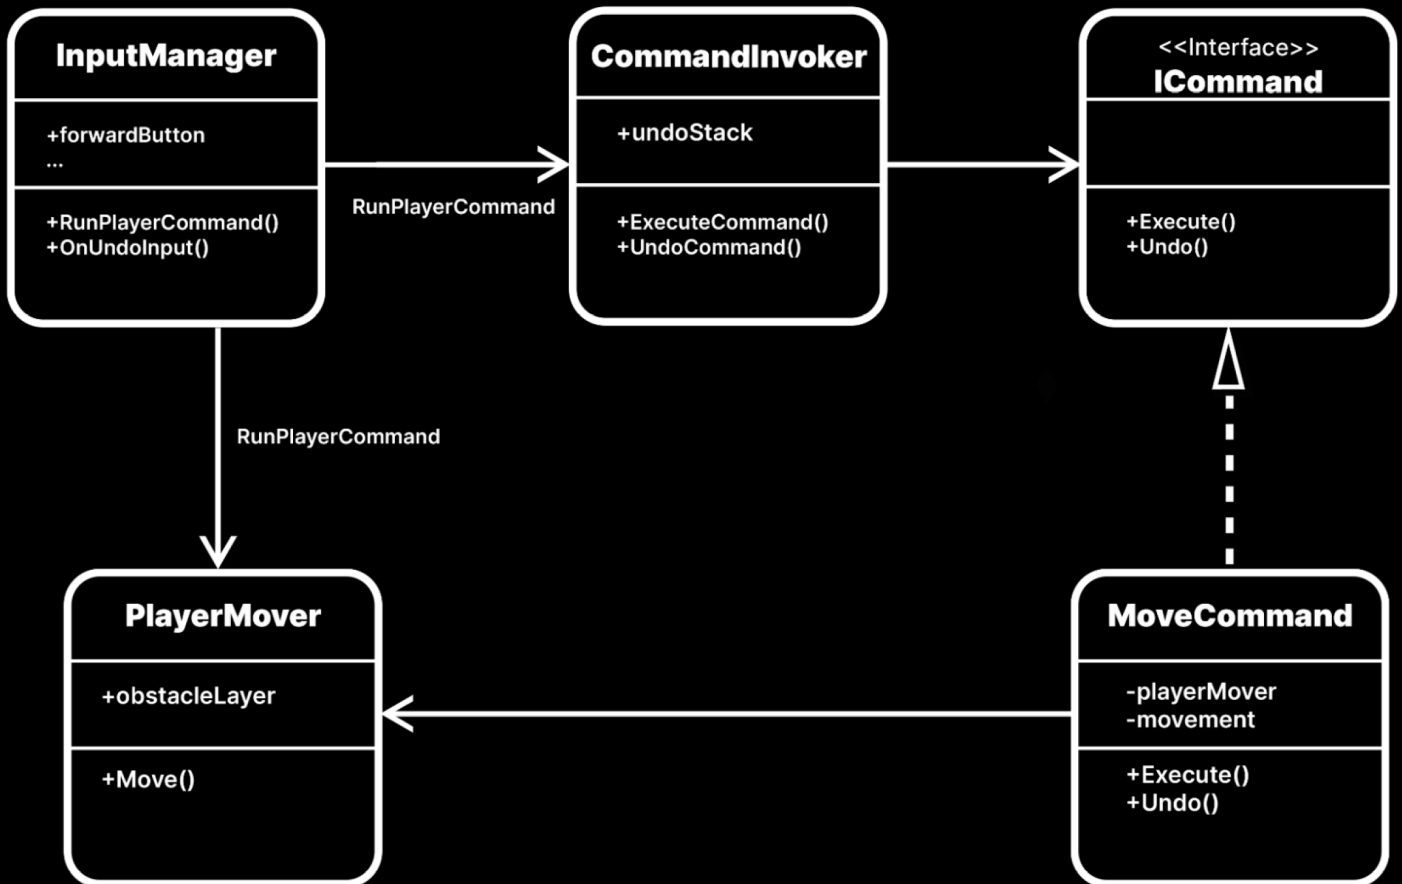 InputManager
+forwardButton
...
+RunPlayerCommand()
+OnUndoInput()
RunPlayerCommand
CommandInvoker
+undoStack
+ExecuteCommand()
+UndoCommand()
<<Interface>>
ICommand
+Execute()
+Undo()
RunPlayerCommand
PlayerMover
+obstacleLayer
+Move()
MoveCommand
-playerMover
-movement
+Execute()
+Undo()